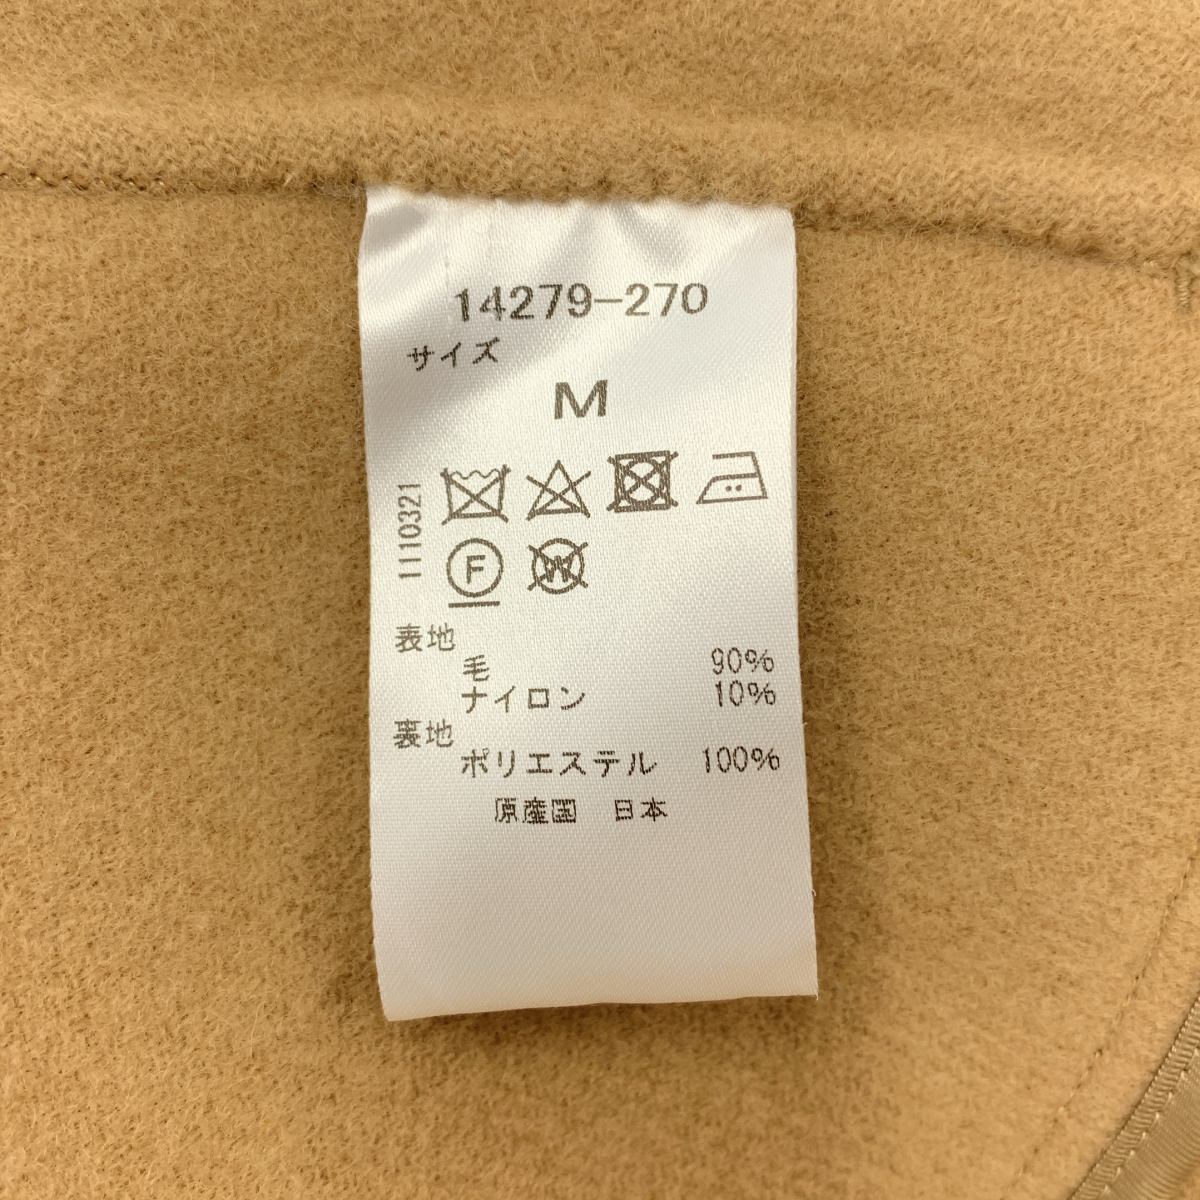 14279-270
サイズ
M
1110321
F
W
表地
毛 90%
ナイロン 10%
裏地
ポリエステル 100%
原産国 日本